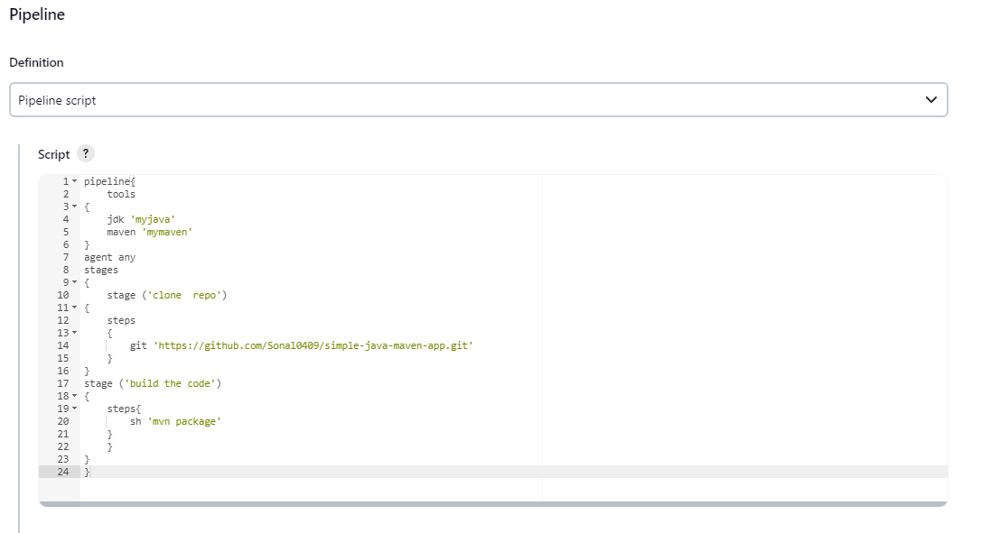 Pipeline
Definition
Pipeline script
Script ?
1 pipeline{
2     tools
3 {
4     jdk 'myjava'
5     maven 'mymaven'
6 }
7 agent any
8 stages
9 {
10     stage ('clone  repo')
11 {
12     steps
13     {
14         git 'https://github.com/Sonal0409/simple-java-maven-app.git'
15     }
16 }
17 stage ('build the code')
18 {
19     steps{
20         sh 'mvn package'
21     }
22     }
23 }
24 }